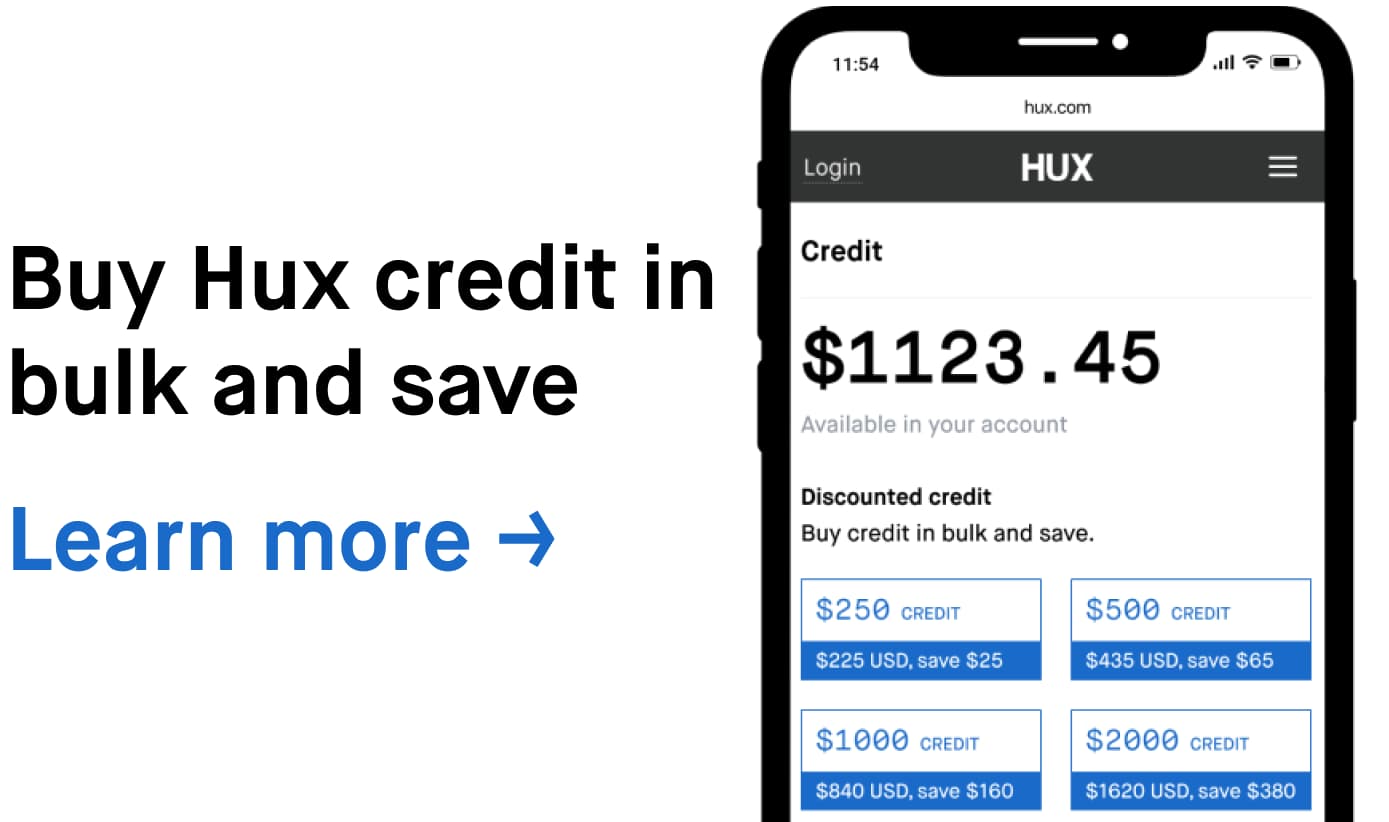 Buy Hux credit in
bulk and save
Learn more →
11:54
hux.com
Login HUX
Credit
$1123.45
Available in your account
Discounted credit
Buy credit in bulk and save.
$250 CREDIT
$225 USD, save $25
$500 CREDIT
$435 USD, save $65
$1000 CREDIT
$840 USD, save $160
$2000 CREDIT
$1620 USD, save $380